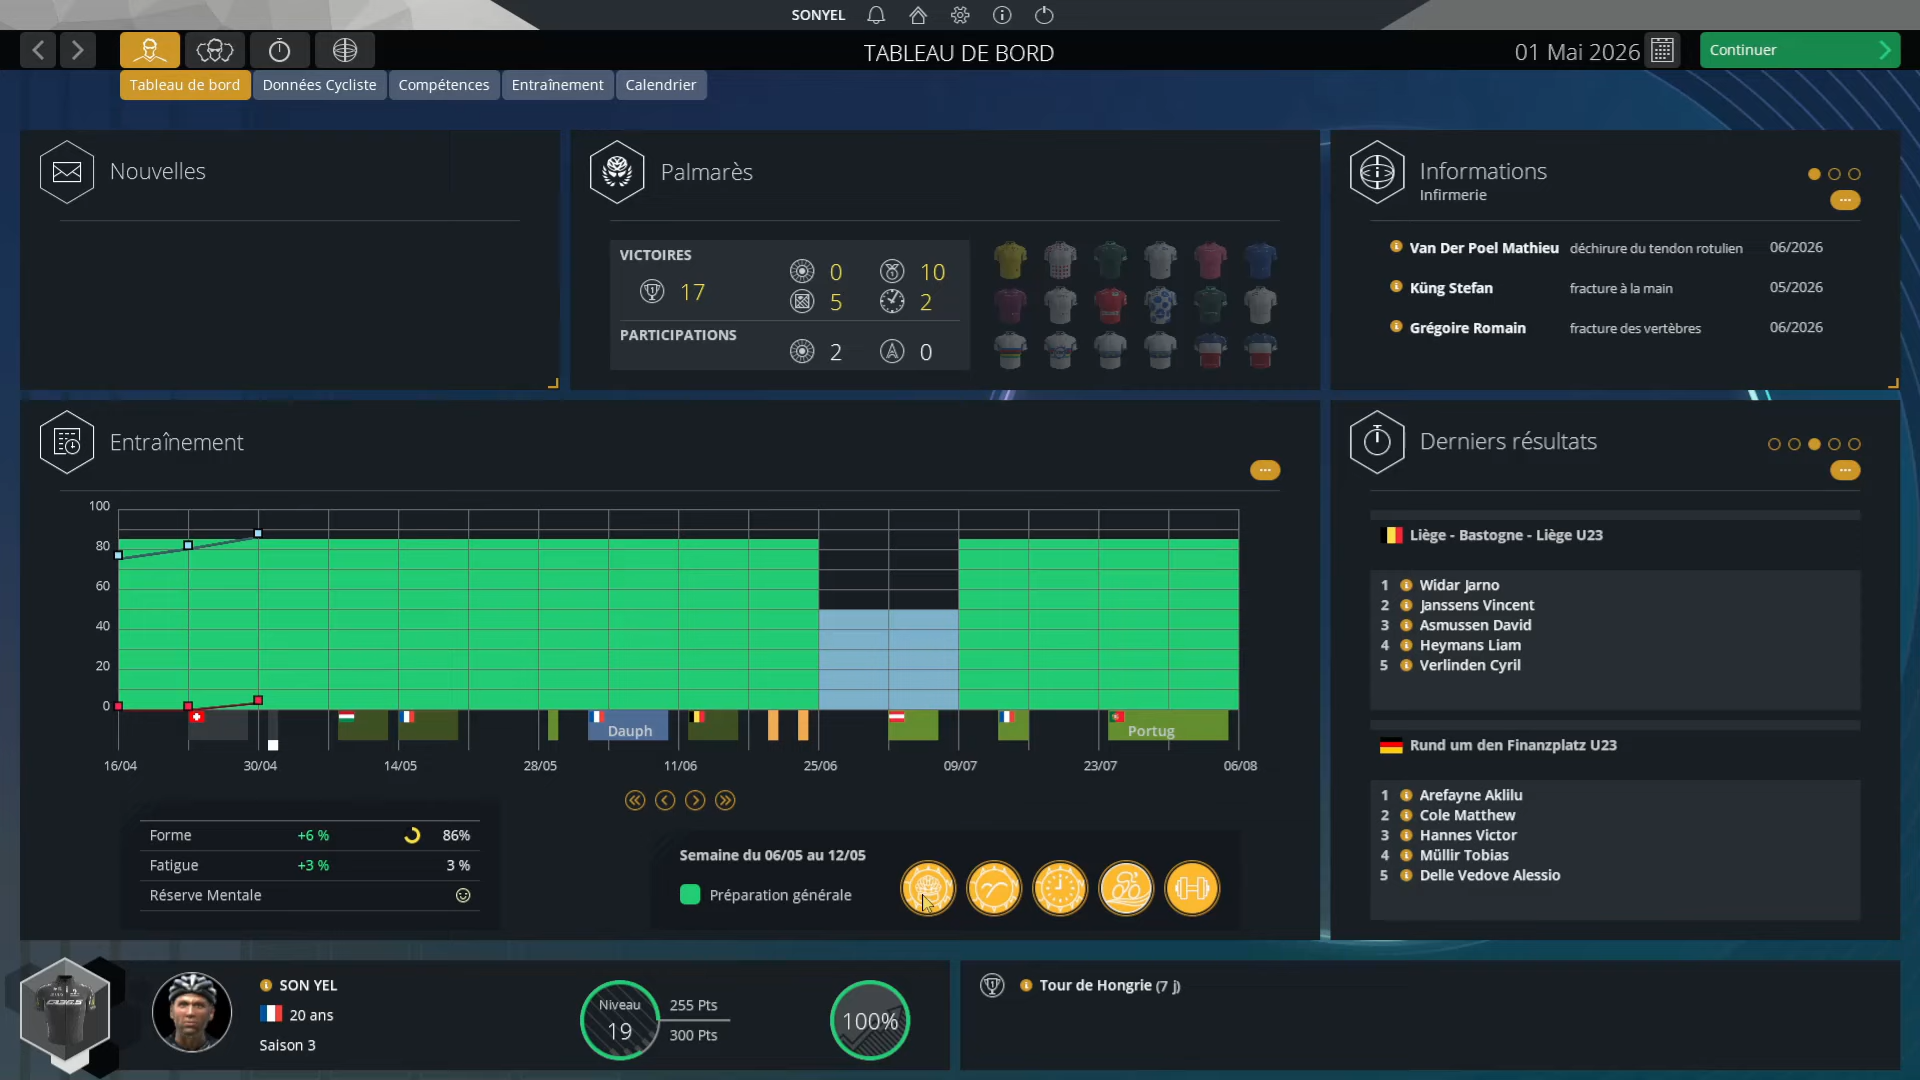 SONYEL
TABLEAU DE BORD
01 Mai 2026
Continuer
Tableau de bord
Données Cycliste
Compétences
Entraînement
Calendrier
Nouvelles
Palmarès
VICTOIRES
17
0
10
5
2
PARTICIPATIONS
2
0
Informations
Infirmerie
Van Der Poel Mathieu déchirure du tendon rotulien 06/2026
Küng Stefan fracture à la main 05/2026
Grégoire Romain fracture des vertèbres 06/2026
Entraînement
100
80
60
40
20
0
Dauph
Portug
16/04 30/04 14/05 28/05 11/06 25/06 09/07 23/07 06/08
Forme +6 % 86%
Fatigue +3 % 3 %
Réserve Mentale
Semaine du 06/05 au 12/05
Préparation générale
Derniers résultats
Liège - Bastogne - Liège U23
1 Widar Jarno
2 Janssens Vincent
3 Asmussen David
4 Heymans Liam
5 Verlinden Cyril
Rund um den Finanzplatz U23
1 Arefayne Aklilu
2 Cole Matthew
3 Hannes Victor
4 Müllir Tobias
5 Delle Vedove Alessio
SON YEL
20 ans
Saison 3
Niveau
19
255 Pts
300 Pts
100%
Tour de Hongrie (7 j)